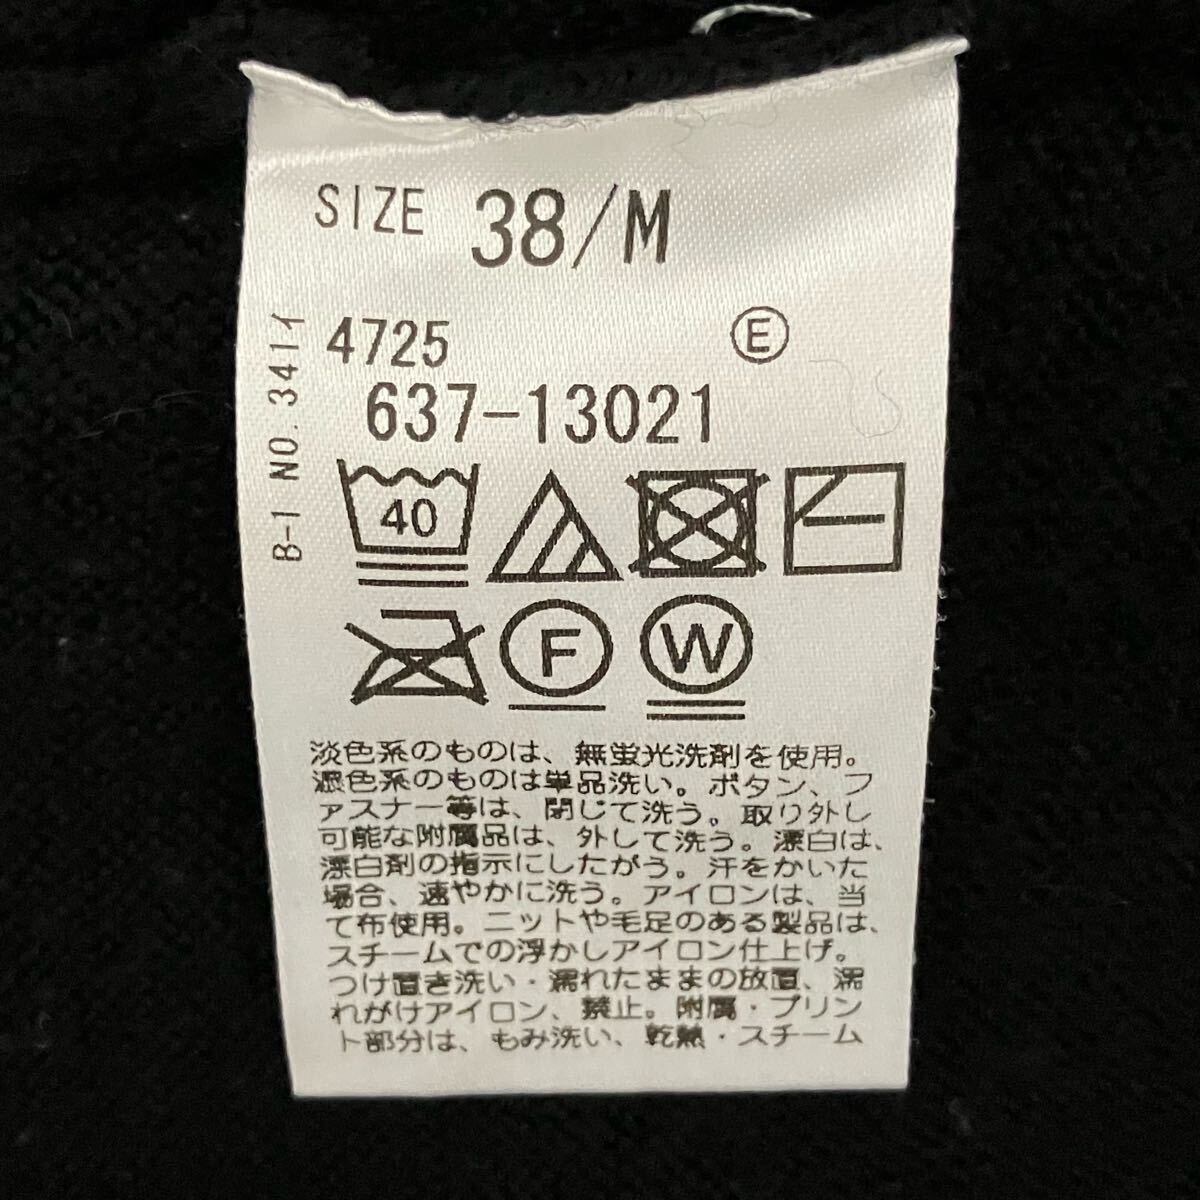 SIZE 38/M
4725 Ⓔ
637-13021
B-1 NO.341イ
40
F W
淡色系のものは、無蛍光洗剤を使用。
濃色系のものは単品洗い。ボタン、フ
ァスナー等は、閉じて洗う。取り外し
可能な附属品は、外して洗う。漂白は、
漂白剤の指示にしたがう。汗をかいた
場合、速やかに洗う。アイロンは、当
て布使用。ニットや毛足のある製品は、
スチームでの浮かしアイロン仕上げ。
つけ置き洗い・濡れたままの放置、濡
れがけアイロン、禁止。附属・プリン
ト部分は、もみ洗い、乾熱・スチーム